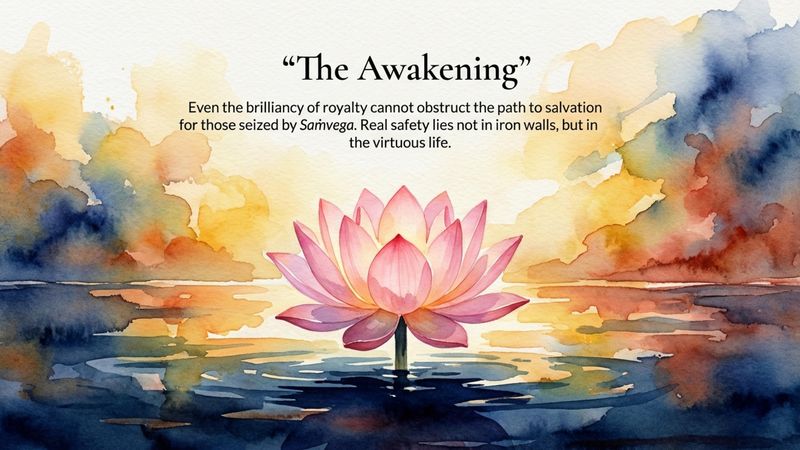 “The Awakening”
Even the brilliancy of royalty cannot obstruct the path to salvation
for those seized by Saṁvega. Real safety lies not in iron walls, but in
the virtuous life.